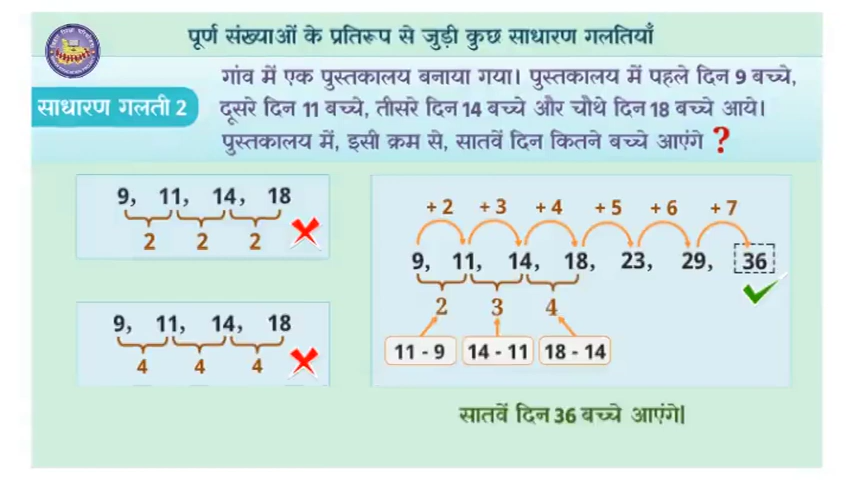 पूर्ण संख्याओं के प्रतिरूप से जुड़ी कुछ साधारण गलतियाँ
साधारण गलती 2
गांव में एक पुस्तकालय बनाया गया। पुस्तकालय में पहले दिन 9 बच्चे,
दूसरे दिन 11 बच्चे, तीसरे दिन 14 बच्चे और चौथे दिन 18 बच्चे आये।
पुस्तकालय में, इसी क्रम से, सातवें दिन कितने बच्चे आएंगे ?
9, 11, 14, 18
2 2 2
9, 11, 14, 18
4 4 4
+ 2 + 3 + 4 + 5 + 6 + 7
9, 11, 14, 18, 23, 29, 36
2 3 4
11 - 9 14 - 11 18 - 14
सातवें दिन 36 बच्चे आएंगे।